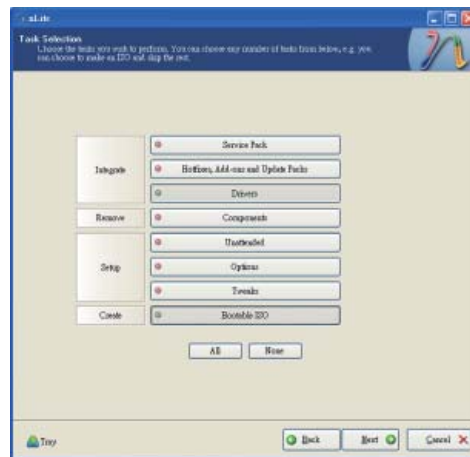 nLite
Task Selection
Choose the tasks you wish to perform. You can choose any number of tasks from below, e.g. you
can choose to make an ISO and skip the rest.
Integrate
Service Pack
Hotfixes, Add-ons and Update Packs
Drivers
Remove
Components
Setup
Unattended
Options
Tweaks
Create
Bootable ISO
All
None
Tray
Back
Next
Cancel